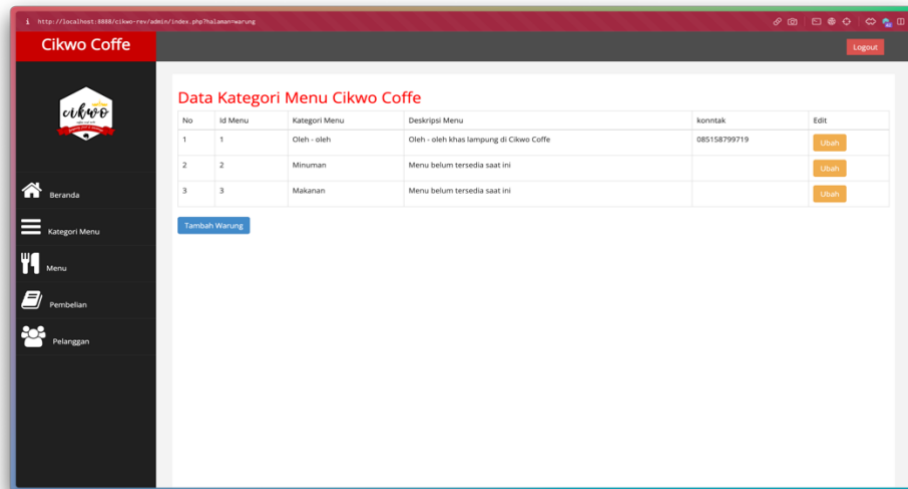 http://localhost:8888/cikwo-rev/admin/index.php?halaman=warung
Cikwo Coffe
Logout
cikwo
Data Kategori Menu Cikwo Coffe
No Id Menu Kategori Menu Deskripsi Menu konntak Edit
1 1 Oleh - oleh Oleh - oleh khas lampung di Cikwo Coffe 085158799719 Ubah
2 2 Minuman Menu belum tersedia saat ini Ubah
3 3 Makanan Menu belum tersedia saat ini Ubah
Tambah Warung
Beranda
Kategori Menu
Menu
Pembelian
Pelanggan